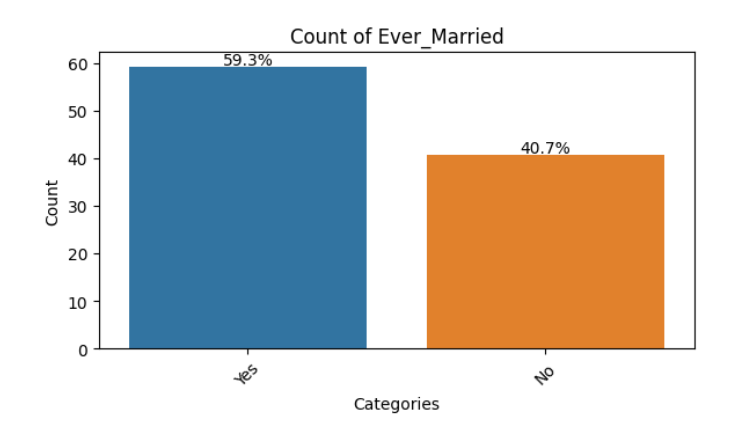 Count of Ever_Married
59.3%
40.7%
60
50
40
30
20
10
0
Count
Yes
No
Categories